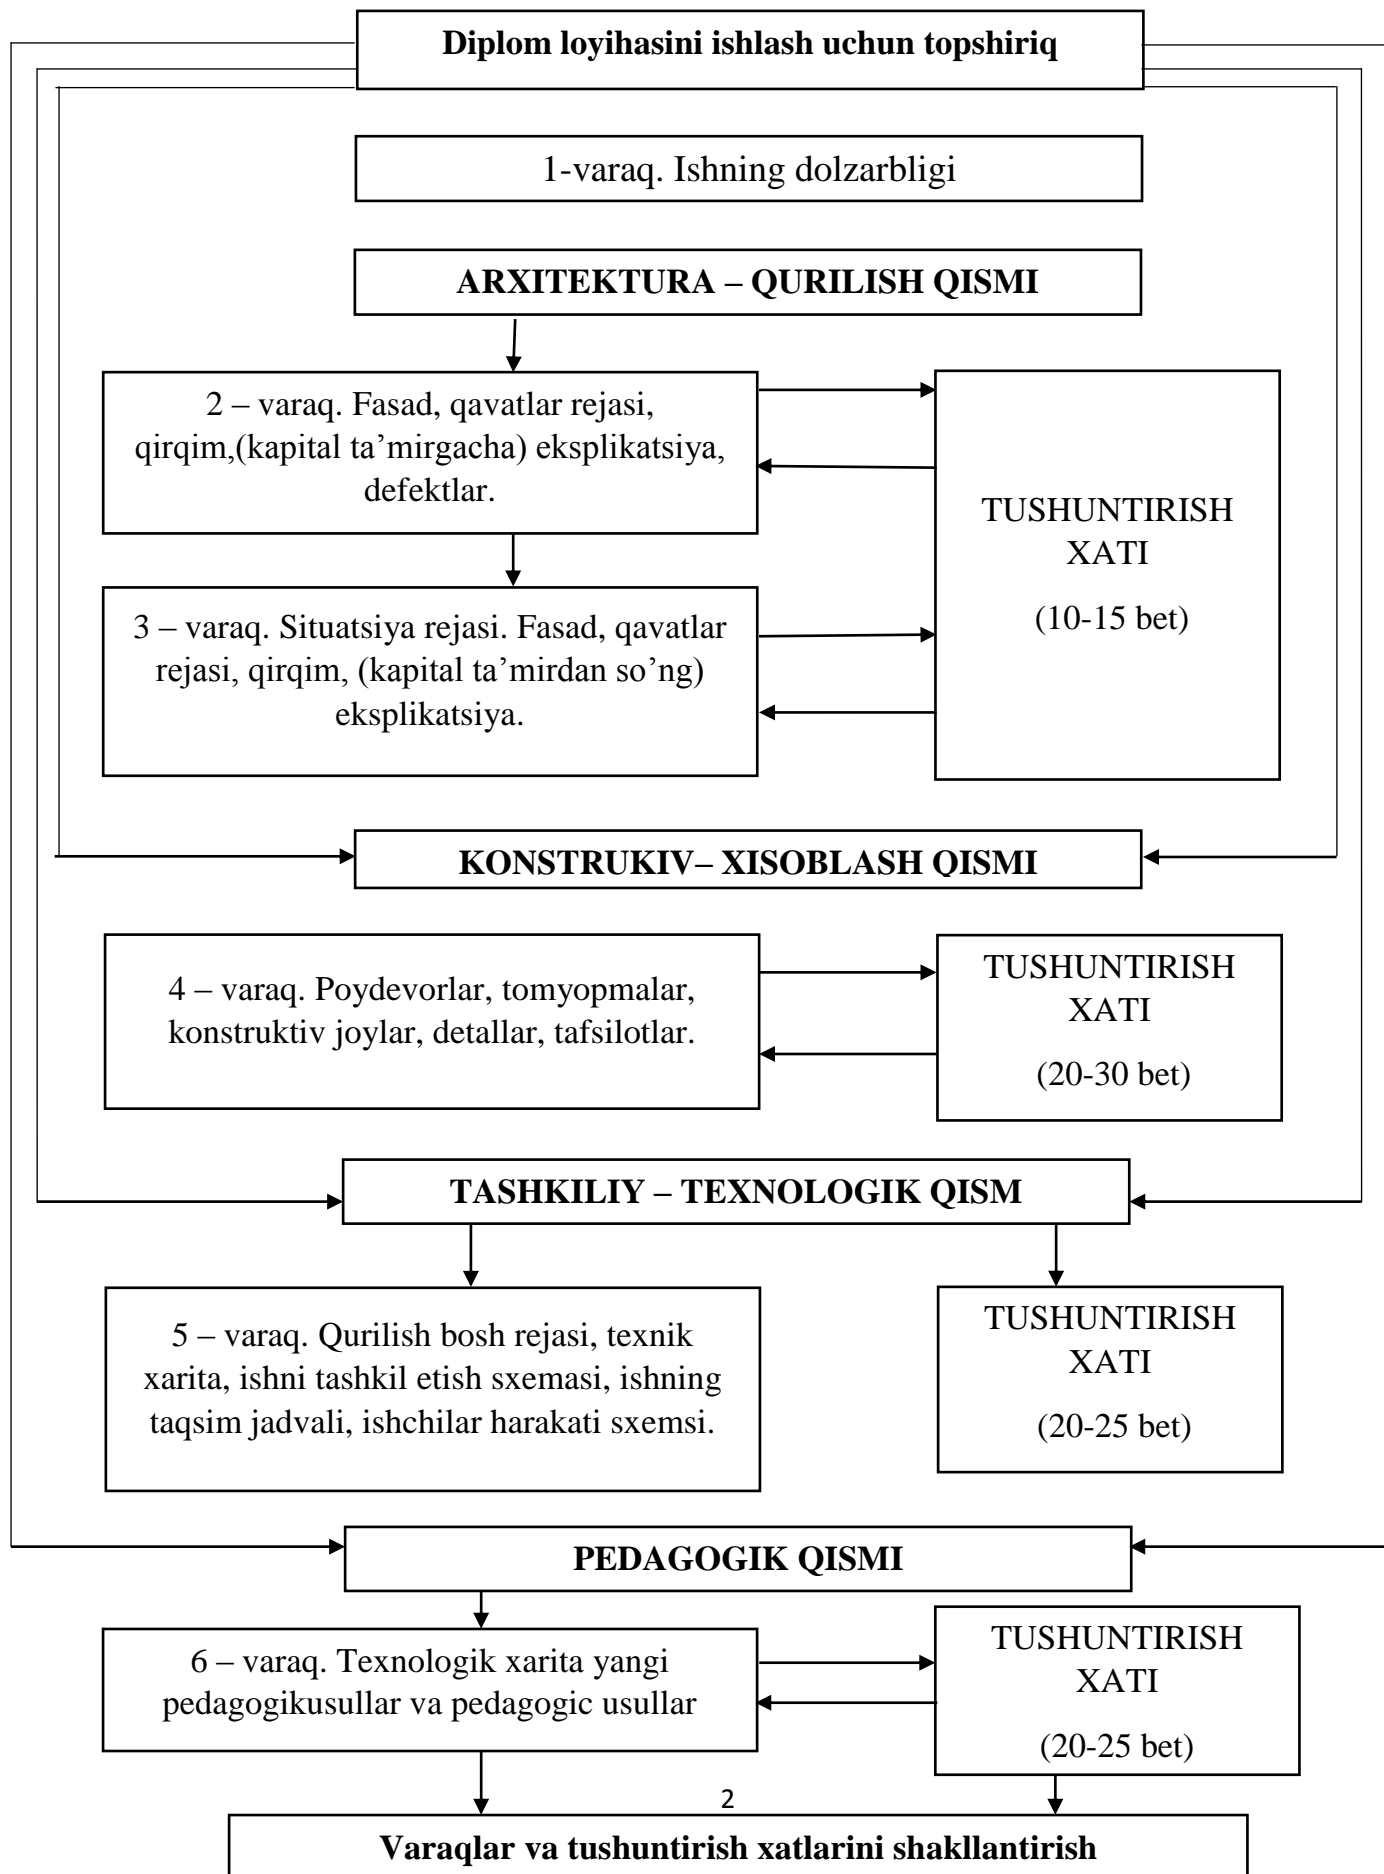 Diplom loyihasini ishlash uchun topshiriq
1-varaq. Ishning dolzarbligi
ARXITEKTURA – QURILISH QISMI
2 – varaq. Fasad, qavatlar rejasi,
qirqim,(kapital ta’mirgacha) eksplikatsiya,
defektlar.
TUSHUNTIRISH
XATI
(10-15 bet)
3 – varaq. Situatsiya rejasi. Fasad, qavatlar
rejasi, qirqim, (kapital ta’mirdan so’ng)
eksplikatsiya.
KONSTRUKIV– XISOBLASH QISMI
4 – varaq. Poydevorlar, tomyopmalar,
konstruktiv joylar, detallar, tafsilotlar.
TUSHUNTIRISH
XATI
(20-30 bet)
TASHKILIY – TEXNOLOGIK QISM
5 – varaq. Qurilish bosh rejasi, texnik
xarita, ishni tashkil etish sxemasi, ishning
taqsim jadvali, ishchilar harakati sxemsi.
TUSHUNTIRISH
XATI
(20-25 bet)
PEDAGOGIK QISMI
6 – varaq. Texnologik xarita yangi
pedagogikusullar va pedagogic usullar
TUSHUNTIRISH
XATI
(20-25 bet)
2
Varaqlar va tushuntirish xatlarini shakllantirish